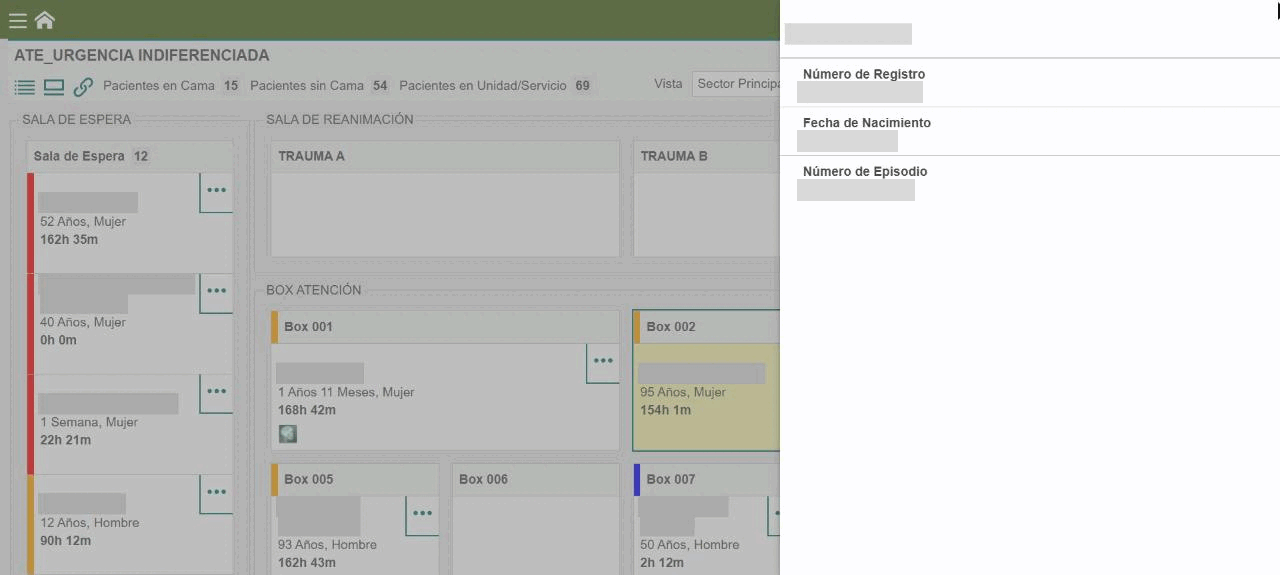 ATE_URGENCIA INDIFERENCIADA
Pacientes en Cama 15 Pacientes sin Cama 54 Pacientes en Unidad/Servicio 69 Vista Sector Principa
SALA DE ESPERA
Sala de Espera 12
52 Años, Mujer
162h 35m
40 Años, Mujer
0h 0m
1 Semana, Mujer
22h 21m
12 Años, Hombre
90h 12m
SALA DE REANIMACIÓN
TRAUMA A
TRAUMA B
BOX ATENCIÓN
Box 001
1 Años 11 Meses, Mujer
168h 42m
Box 002
95 Años, Mujer
154h 1m
Box 005
93 Años, Hombre
162h 43m
Box 006
Box 007
50 Años, Hombre
2h 12m
Número de Registro
Fecha de Nacimiento
Número de Episodio